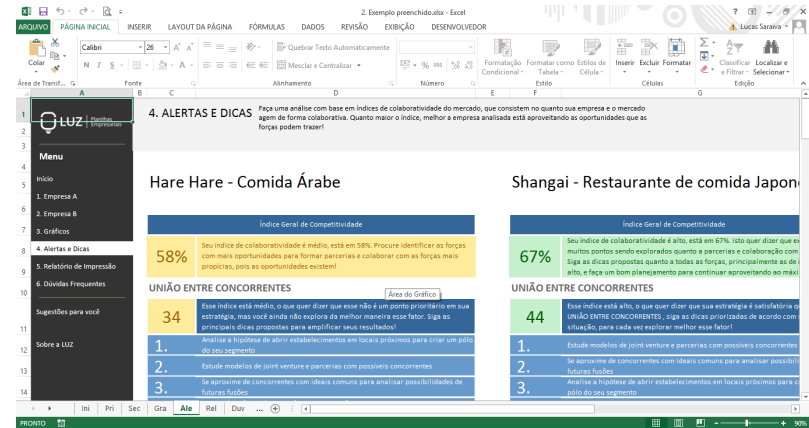 2. Exemplo preenchido.xlsx - Excel
Lucas Saraiva
ARQUIVO PÁGINA INICIAL INSERIR LAYOUT DA PÁGINA FÓRMULAS DADOS REVISÃO EXIBIÇÃO DESENVOLVEDOR
Colar
Calibri 26
N I S
Quebrar Texto Automaticamente
Mesclar e Centralizar
% 000
Formatação Condicional
Formatar como Tabela
Estilos de Célula
Inserir Excluir Formatar
Classificar e Filtrar
Localizar e Selecionar
Área de Transf... Fonte Alinhamento Número Estilo Células Edição
A B C D E F G
1
2
3
4
5
6
7
8
9
10
11
12
13
14
LUZ Planilhas Empresariais
Menu
Início
1. Empresa A
2. Empresa B
3. Gráficos
4. Alertas e Dicas
5. Relatório de Impressão
6. Dúvidas Frequentes
Sugestões para você
Sobre a LUZ
4. ALERTAS E DICAS
Faça uma análise com base em índices de colaboratividade do mercado, que consistem no quanto sua empresa e o mercado
agem de forma colaborativa. Quanto maior o índice, melhor a empresa analisada está aproveitando as oportunidades que as
forças podem trazer!
Hare Hare - Comida Árabe
Índice Geral de Competitividade
58%
Seu índice de colaboratividade é médio, está em 58%. Procure identificar as forças
com mais oportunidades para formar parcerias e colaborar com as forças mais
propícias, pois as oportunidades existem!
UNIÃO ENTRE CONCORRENTES
Área do Gráfico
34
Esse índice está médio, o que quer dizer que esse não é um ponto prioritário em sua
estratégia, mas você ainda não explora da melhor maneira esse fator. Siga as
principais dicas propostas para amplificar seus resultados!
1. Analise a hipótese de abrir estabelecimentos em locais próximos para criar um pólo
do seu segmento
2. Estude modelos de joint venture e parcerias com possíveis concorrentes
3. Se aproxime de concorrentes com ideais comuns para analisar possibilidades de
futuras fusões
Shangai - Restaurante de comida Japon
Índice Geral de Competitividade
67%
Seu índice de colaboratividade é alto, está em 67%. isto quer dizer que ex
muitos pontos sendo explorados quanto a parcerias e colaboração com
Siga as dicas propostas quanto a todas as forças, principalmente as de i
alto, e faça um bom planejamento para continuar aproveitando ao máxi
UNIÃO ENTRE CONCORRENTES
44
Esse índice está alto, o que quer dizer que sua estratégia é satisfatória q
UNIÃO ENTRE CONCORRENTES , siga as dicas priorizadas de acordo com s
situação, para cada vez explorar melhor esse fator!
1. Estude modelos de joint venture e parcerias com possíveis concorrentes
2. Se aproxime de concorrentes com ideais comuns para analisar possibili
futuras fusões
3. Analise a hipótese de abrir estabelecimentos em locais próximos para c
pólo do seu segmento
Ini Pri Sec Gra Ale Rel Duv ...
PRONTO
90%